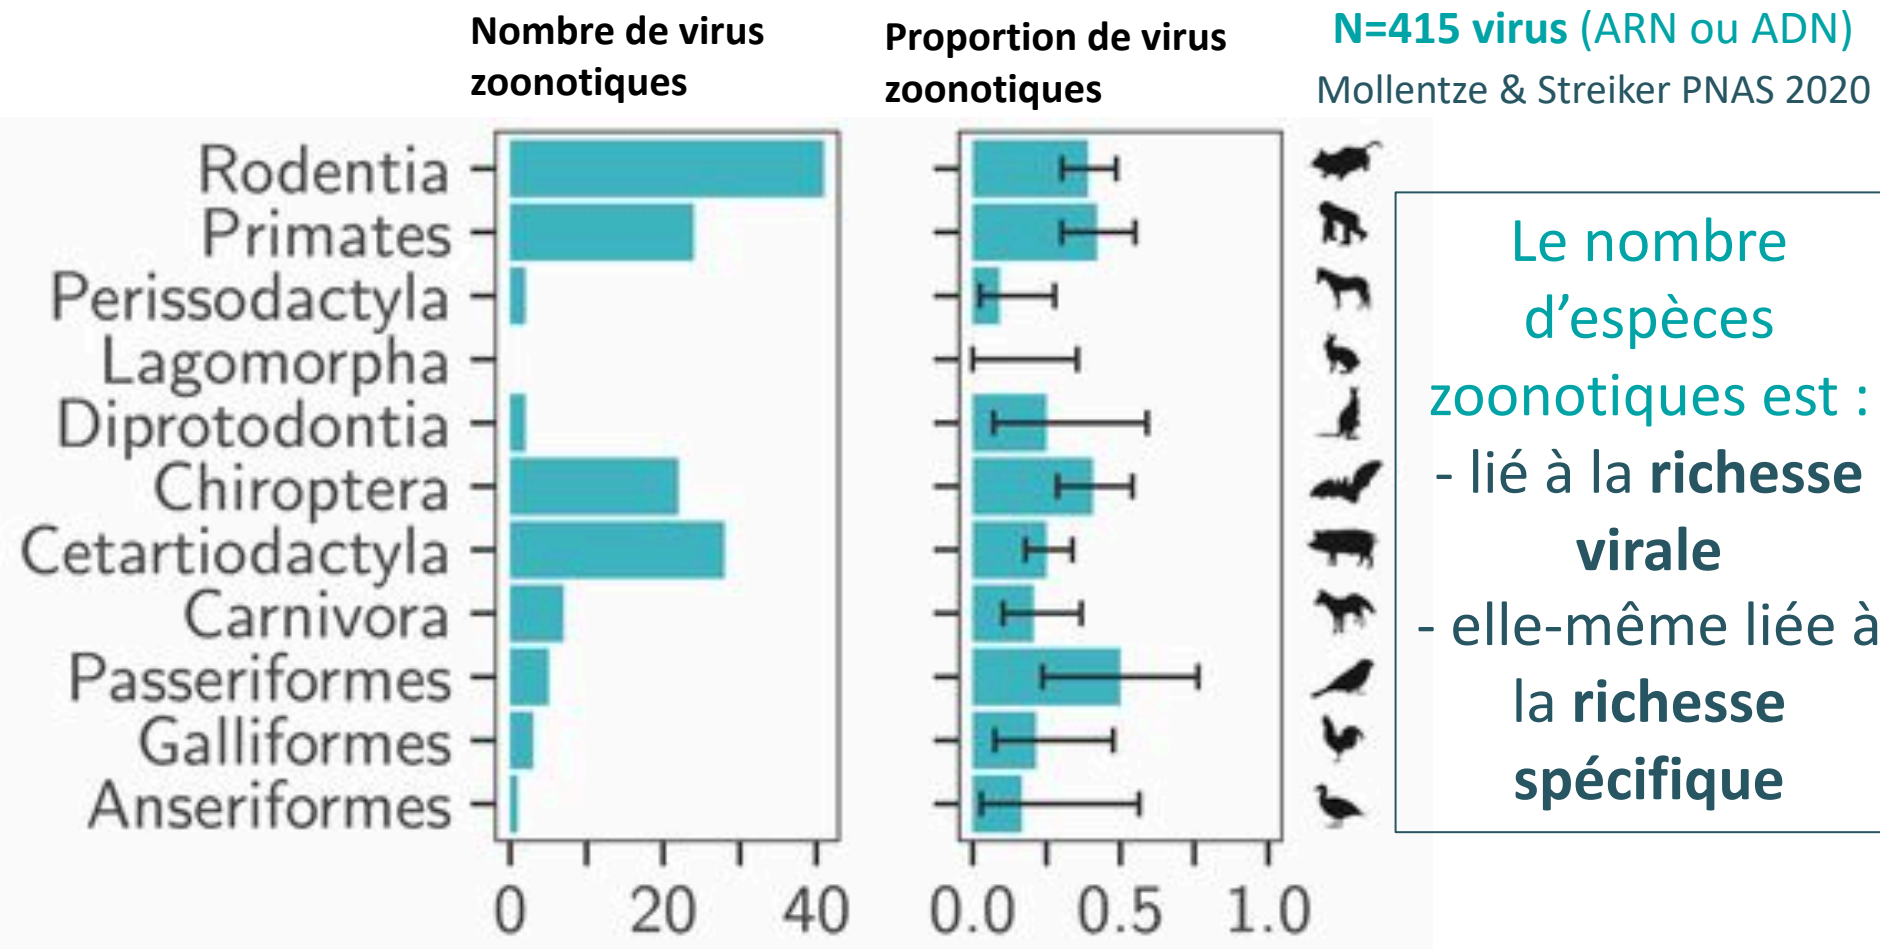 Nombre de virus
zoonotiques
Proportion de virus
zoonotiques
N=415 virus (ARN ou ADN)
Mollentze & Streiker PNAS 2020
Rodentia
Primates
Perissodactyla
Lagomorpha
Diprotodontia
Chiroptera
Cetartiodactyla
Carnivora
Passeriformes
Galliformes
Anseriformes
0 20 40
0.0 0.5 1.0
Le nombre
d’espèces
zoonotiques est :
- lié à la richesse
virale
- elle-même liée à
la richesse
spécifique